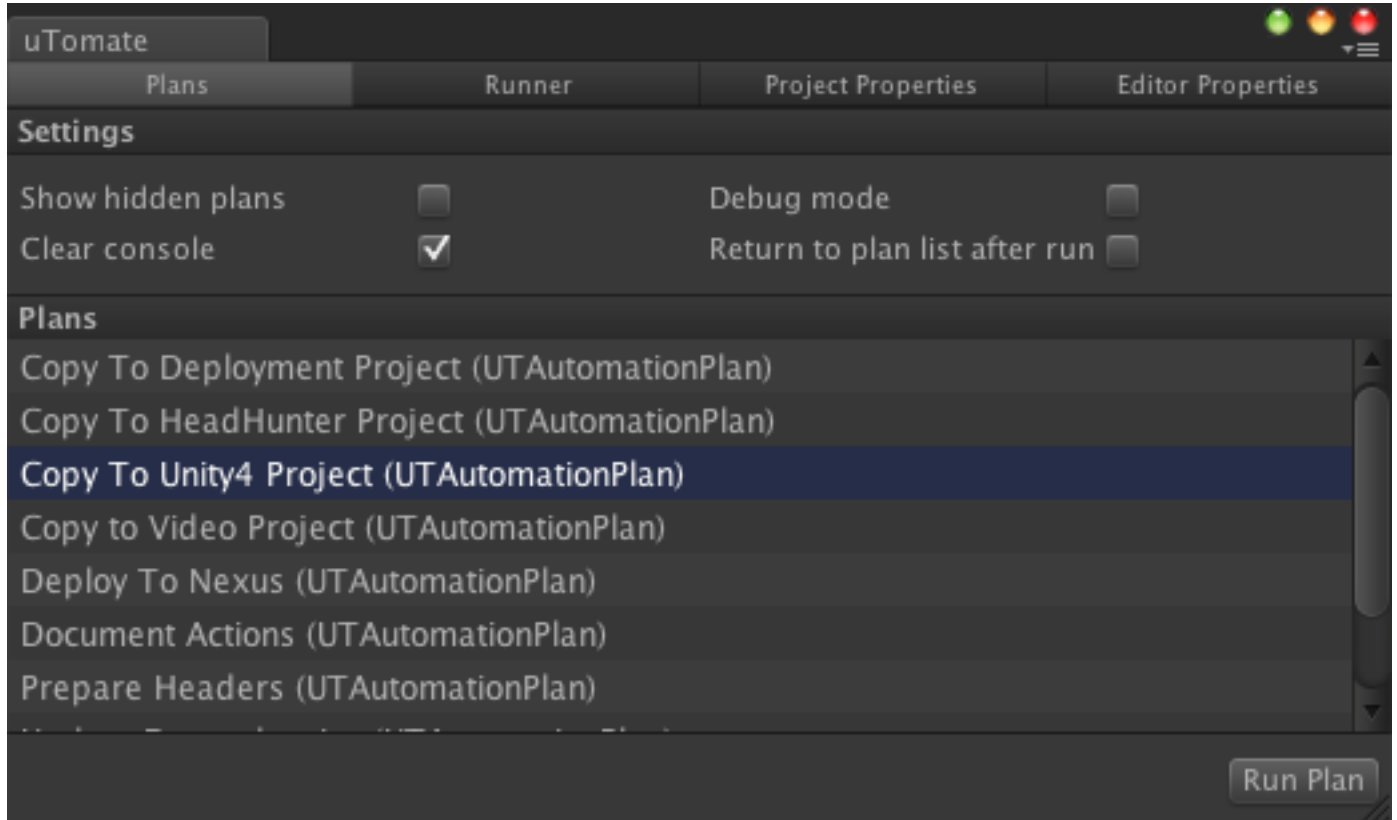 uTomate
Plans Runner Project Properties Editor Properties
Settings
Show hidden plans Debug mode
Clear console Return to plan list after run
Plans
Copy To Deployment Project (UTAutomationPlan)
Copy To HeadHunter Project (UTAutomationPlan)
Copy To Unity4 Project (UTAutomationPlan)
Copy to Video Project (UTAutomationPlan)
Deploy To Nexus (UTAutomationPlan)
Document Actions (UTAutomationPlan)
Prepare Headers (UTAutomationPlan)
Run Plan